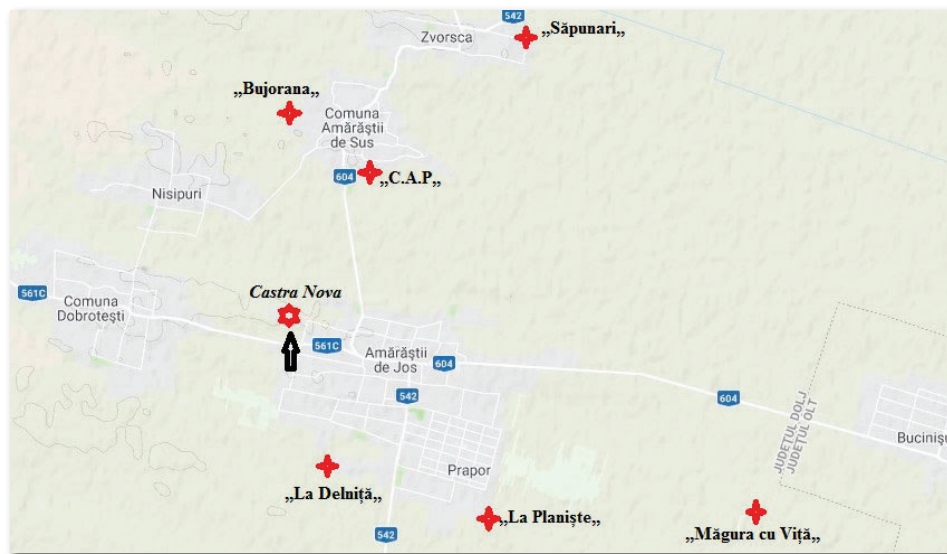 542
Zvorsca
„Săpunari„
„Bujorana„
Comuna
Amărăștii
de Sus
604
„C.A.P„
Nisipuri
Castra Nova
561C
Comuna
Dobrotești
561C
Amărăștii
de Jos
604
542
604
JUDEȚUL DOLJ
JUDEȚUL OLT
Bucinișu
Prapor
„La Delniță„
„La Planiște„
„Măgura cu Viță„
542